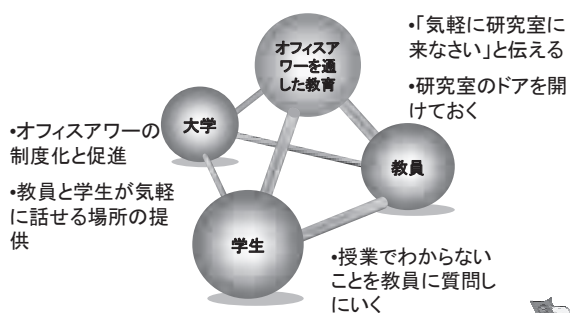 オフィスア
ワーを通
した教育
•「気軽に研究室に
来なさい」と伝える
•研究室のドアを開
けておく
大学
•オフィスアワーの
制度化と促進
•教員と学生が気軽
に話せる場所の提
供
教員
学生
•授業でわからない
ことを教員に質問し
にいく